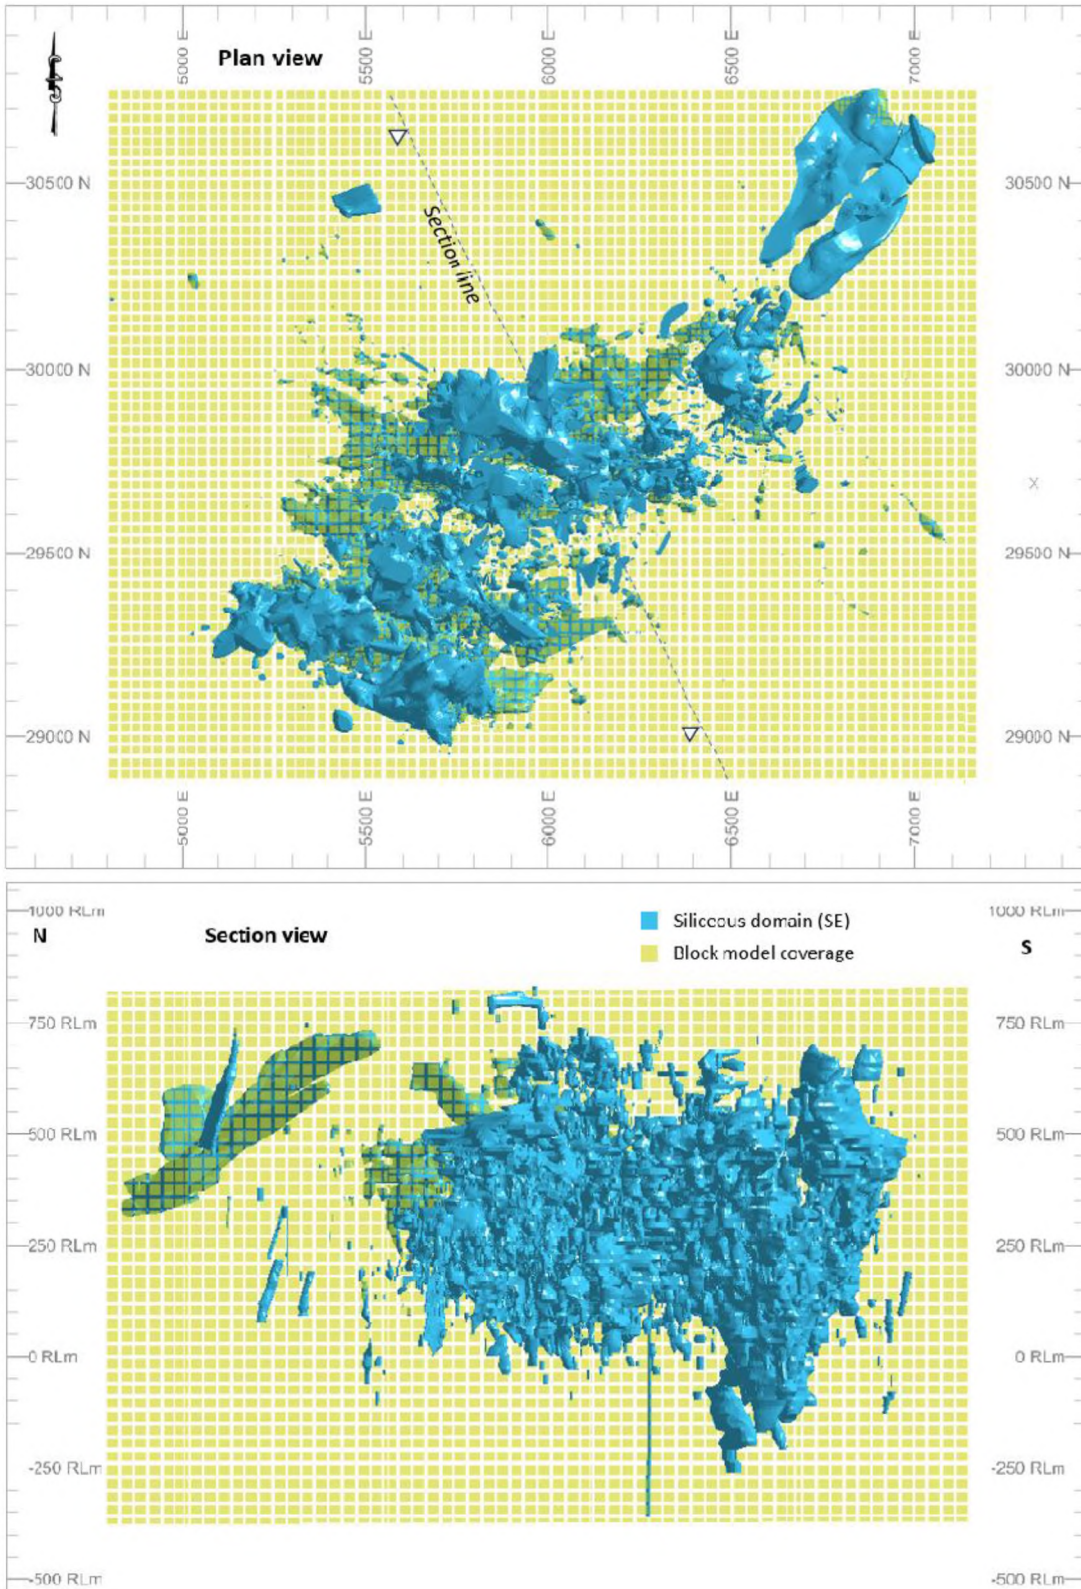 5000 E
5500 E
6000 E
6500 E
7000 E
Plan view
30500 N
30500 N
Section line
30000 N
30000 N
X
29500 N
29500 N
29000 N
29000 N
5000 E
5500 E
6000 E
6500 E
7000 E
1000 RLm
1000 RLm
N
Section view
Siliceous domain (SE)
Block model coverage
S
750 RLm
750 RLm
500 RLm
500 RLm
250 RLm
250 RLm
0 RLm
0 RLm
-250 RLm
-250 RLm
-500 RLm
-500 RLm